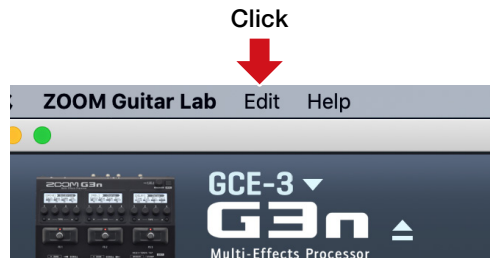 Click
ZOOM Guitar Lab Edit Help
ZOOM G3n
GCE-3
G3n
Multi-Effects Processor